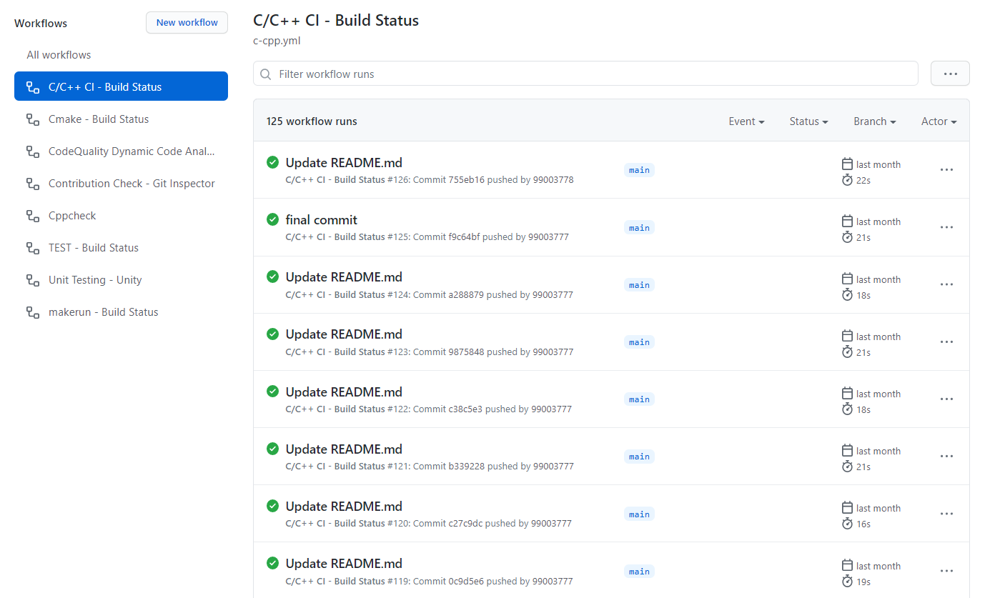 Workflows
New workflow
All workflows
C/C++ CI - Build Status
Cmake - Build Status
CodeQuality Dynamic Code Anal...
Contribution Check - Git Inspector
Cppcheck
TEST - Build Status
Unit Testing - Unity
makerun - Build Status
C/C++ CI - Build Status
c-cpp.yml
Filter workflow runs
125 workflow runs
Event
Status
Branch
Actor
Update README.md
C/C++ CI - Build Status #126: Commit 755eb16 pushed by 99003778
main
last month
22s
final commit
C/C++ CI - Build Status #125: Commit f9c64bf pushed by 99003777
main
last month
21s
Update README.md
C/C++ CI - Build Status #124: Commit a288879 pushed by 99003777
main
last month
18s
Update README.md
C/C++ CI - Build Status #123: Commit 9875848 pushed by 99003777
main
last month
21s
Update README.md
C/C++ CI - Build Status #122: Commit c38c5e3 pushed by 99003777
main
last month
18s
Update README.md
C/C++ CI - Build Status #121: Commit b339228 pushed by 99003777
main
last month
21s
Update README.md
C/C++ CI - Build Status #120: Commit c27c9dc pushed by 99003777
main
last month
16s
Update README.md
C/C++ CI - Build Status #119: Commit 0c9d5e6 pushed by 99003777
main
last month
19s